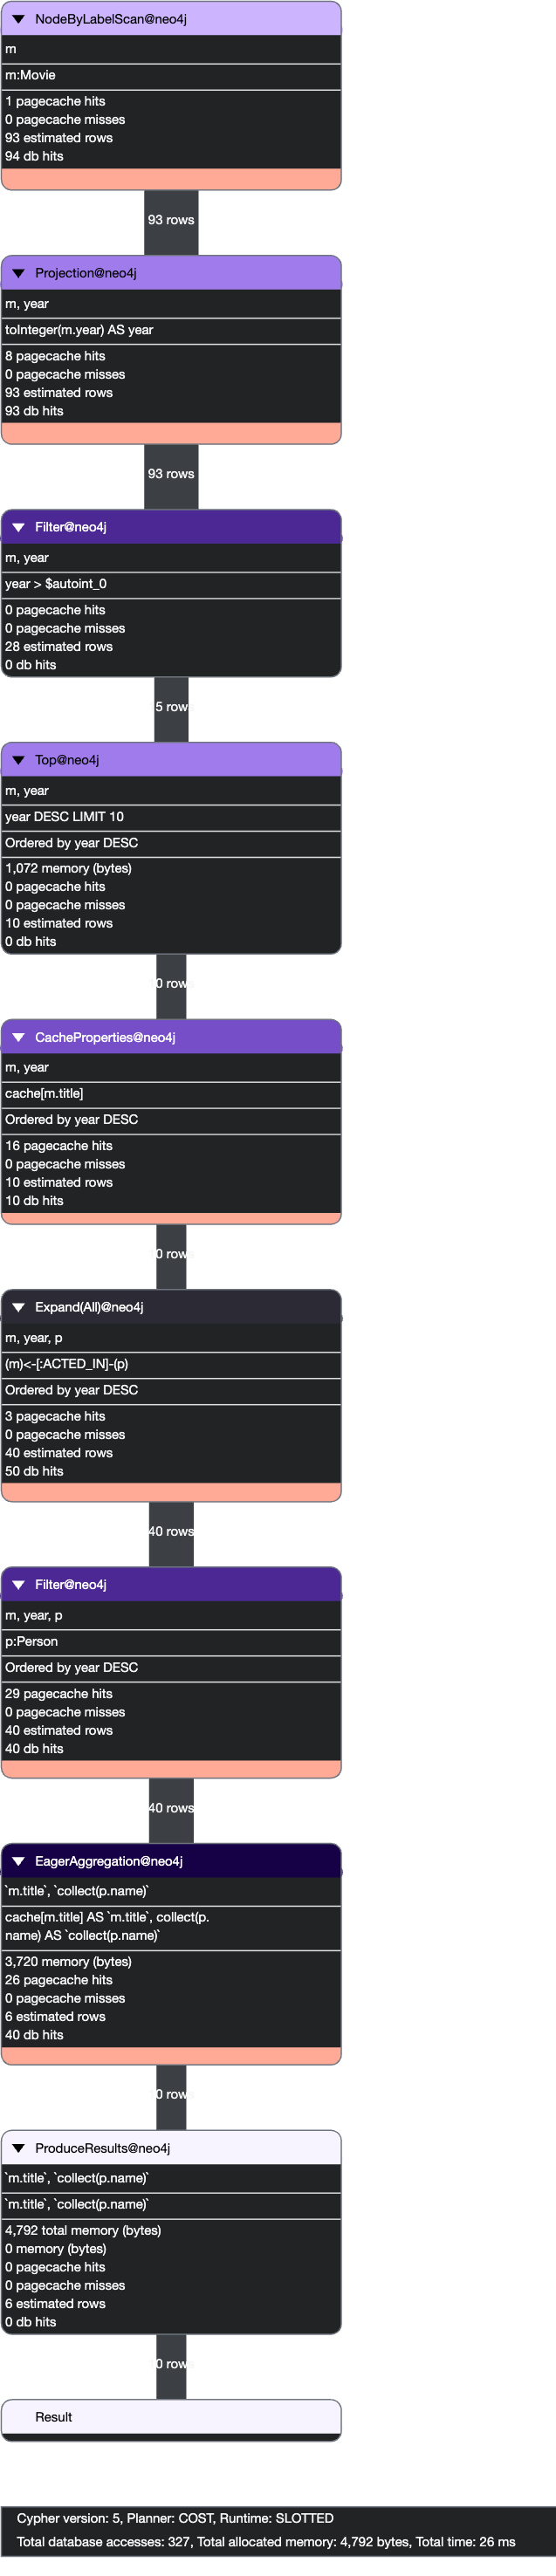 NodeByLabelScan@neo4j
m
m:Movie
1 pagecache hits
0 pagecache misses
93 estimated rows
94 db hits
93 rows
Projection@neo4j
m, year
toInteger(m.year) AS year
8 pagecache hits
0 pagecache misses
93 estimated rows
93 db hits
93 rows
Filter@neo4j
m, year
year > $autoint_0
0 pagecache hits
0 pagecache misses
28 estimated rows
0 db hits
5 row
Top@neo4j
m, year
year DESC LIMIT 10
Ordered by year DESC
1,072 memory (bytes)
0 pagecache hits
0 pagecache misses
10 estimated rows
0 db hits
0 row
CacheProperties@neo4j
m, year
cache[m.title]
Ordered by year DESC
16 pagecache hits
0 pagecache misses
10 estimated rows
10 db hits
0 row
Expand(All)@neo4j
m, year, p
(m)<-[:ACTED_IN]-(p)
Ordered by year DESC
3 pagecache hits
0 pagecache misses
40 estimated rows
50 db hits
40 rows
Filter@neo4j
m, year, p
p:Person
Ordered by year DESC
29 pagecache hits
0 pagecache misses
40 estimated rows
40 db hits
40 rows
EagerAggregation@neo4j
`m.title`, `collect(p.name)`
cache[m.title] AS `m.title`, collect(p.
name) AS `collect(p.name)`
3,720 memory (bytes)
26 pagecache hits
0 pagecache misses
6 estimated rows
40 db hits
0 row
ProduceResults@neo4j
`m.title`, `collect(p.name)`
`m.title`, `collect(p.name)`
4,792 total memory (bytes)
0 memory (bytes)
0 pagecache hits
0 pagecache misses
6 estimated rows
0 db hits
0 row
Result
Cypher version: 5, Planner: COST, Runtime: SLOTTED
Total database accesses: 327, Total allocated memory: 4,792 bytes, Total time: 26 ms